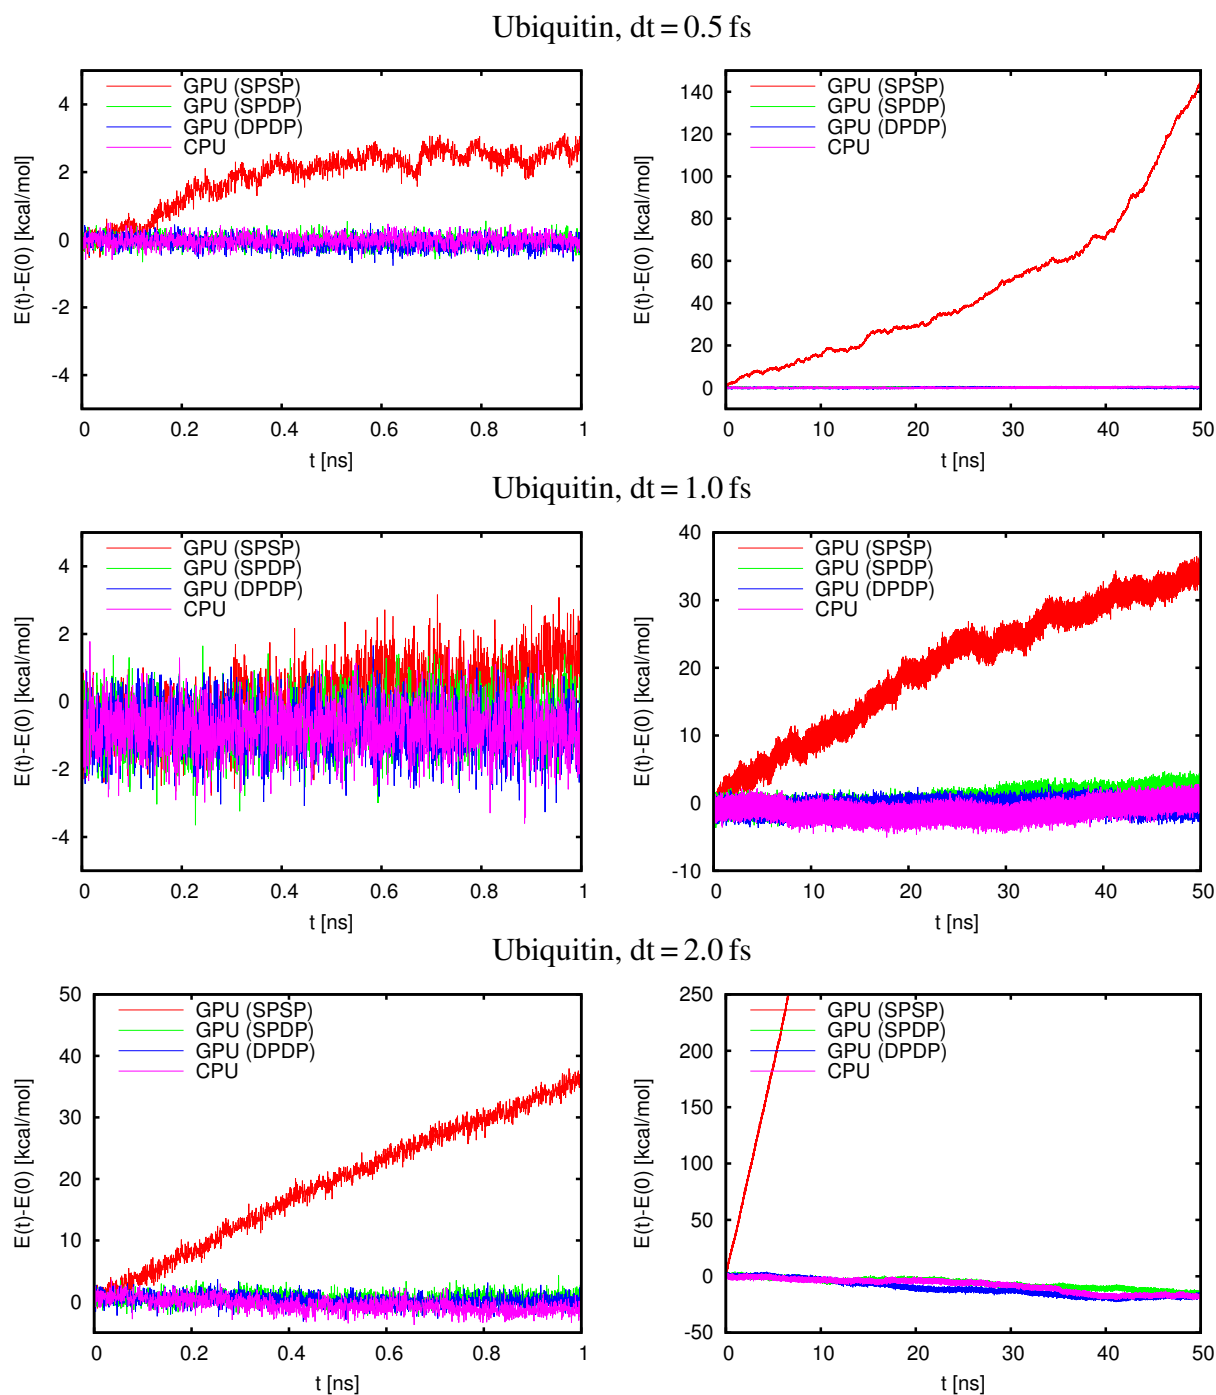 Ubiquitin, dt = 0.5 fs
GPU (SPSP)
GPU (SPDP)
GPU (DPDP)
CPU
4
2
0
-2
-4
E(t)-E(0) [kcal/mol]
0 0.2 0.4 0.6 0.8 1
t [ns]
GPU (SPSP)
GPU (SPDP)
GPU (DPDP)
CPU
140
120
100
80
60
40
20
0
E(t)-E(0) [kcal/mol]
0 10 20 30 40 50
t [ns]
Ubiquitin, dt = 1.0 fs
GPU (SPSP)
GPU (SPDP)
GPU (DPDP)
CPU
4
2
0
-2
-4
E(t)-E(0) [kcal/mol]
0 0.2 0.4 0.6 0.8 1
t [ns]
GPU (SPSP)
GPU (SPDP)
GPU (DPDP)
CPU
40
30
20
10
0
-10
E(t)-E(0) [kcal/mol]
0 10 20 30 40 50
t [ns]
Ubiquitin, dt = 2.0 fs
GPU (SPSP)
GPU (SPDP)
GPU (DPDP)
CPU
50
40
30
20
10
0
E(t)-E(0) [kcal/mol]
0 0.2 0.4 0.6 0.8 1
t [ns]
GPU (SPSP)
GPU (SPDP)
GPU (DPDP)
CPU
250
200
150
100
50
0
-50
E(t)-E(0) [kcal/mol]
0 10 20 30 40 50
t [ns]